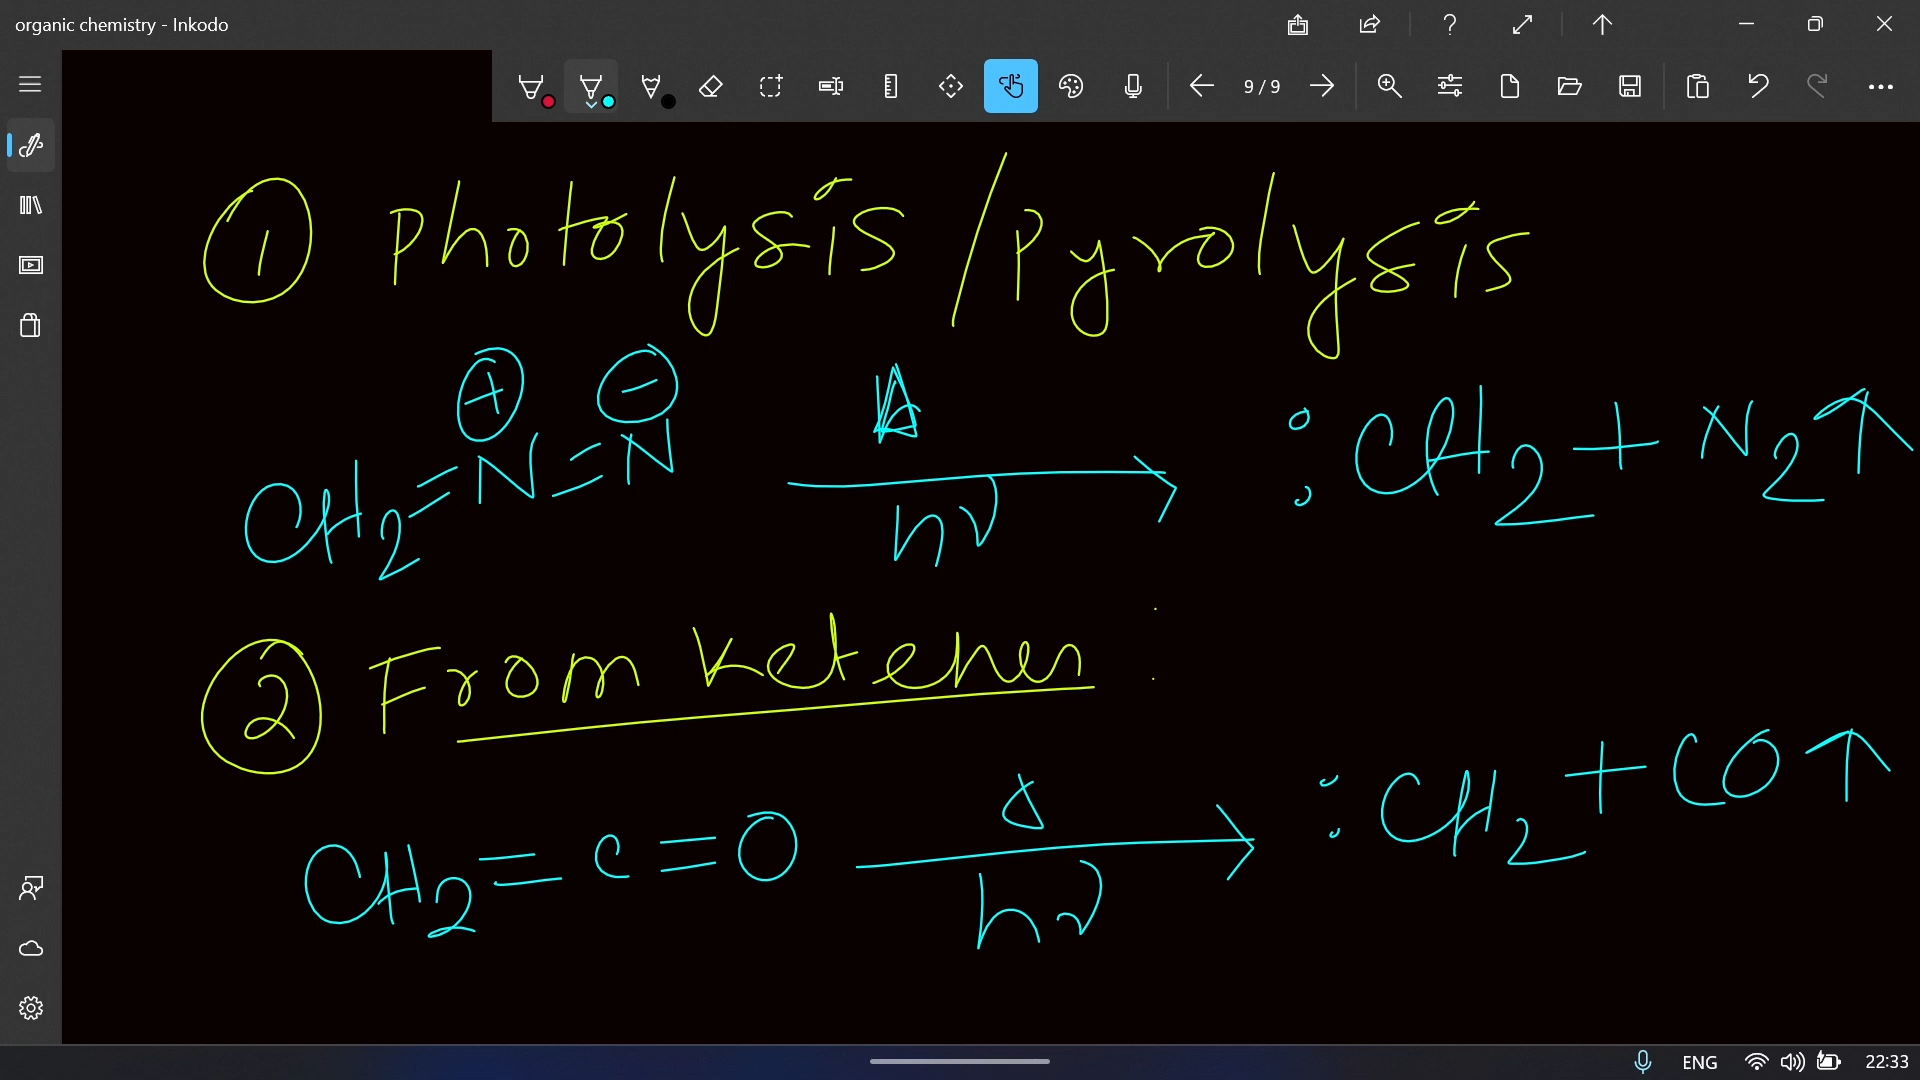 organic chemistry - Inkodo
9/9
① Photolysis / Pyrolysis
⊕ ⊖
CH2=N=N Δ hν → :CH2 + N2↑
② From ketenes
CH2=C=O Δ hν → :CH2 + CO↑
ENG 22:33